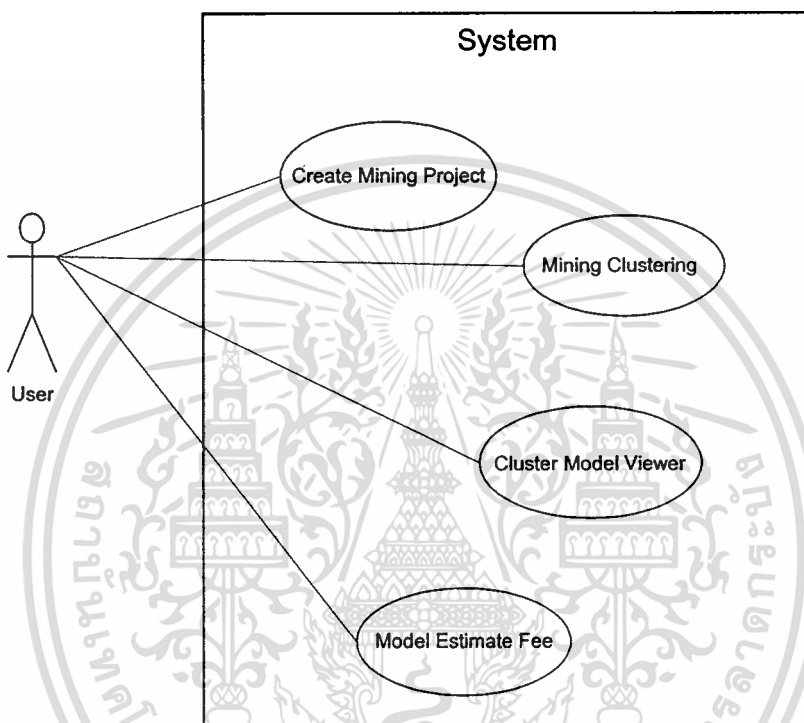 System
Create Mining Project
Mining Clustering
User
Cluster Model Viewer
Model Estimate Fee